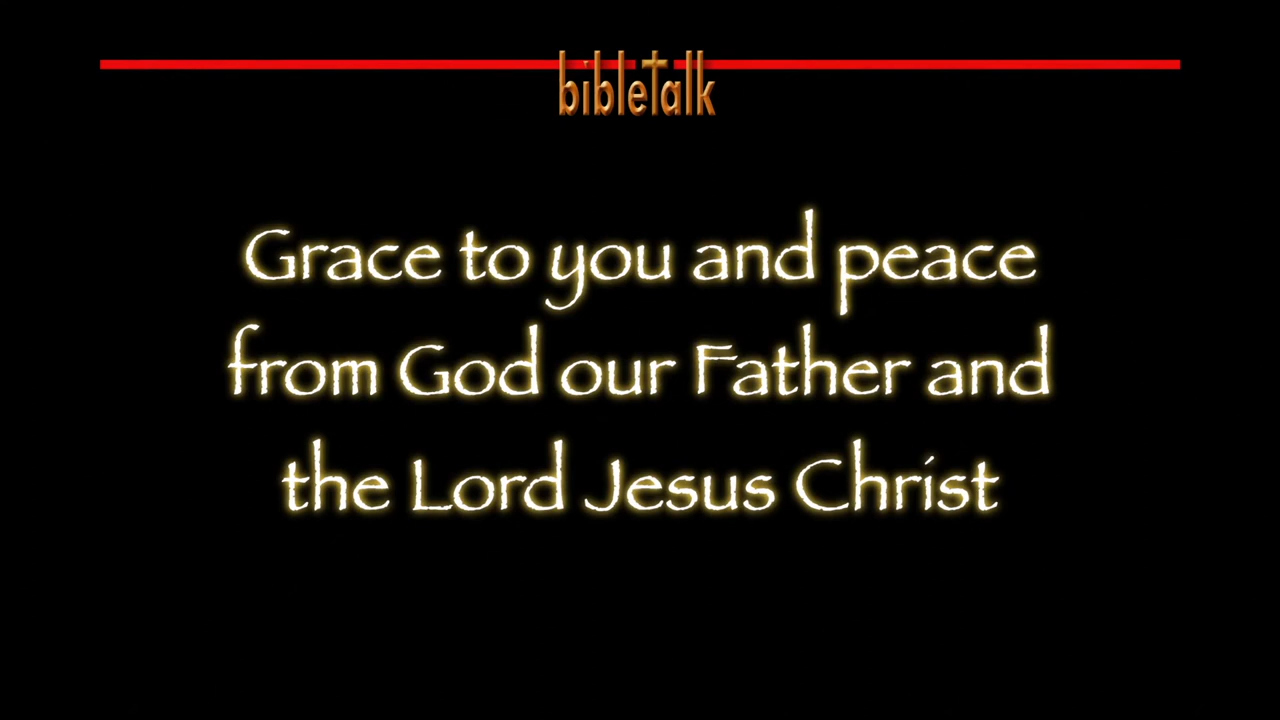 bibleTalk
Grace to you and peace
from God our Father and
the Lord Jesus Christ